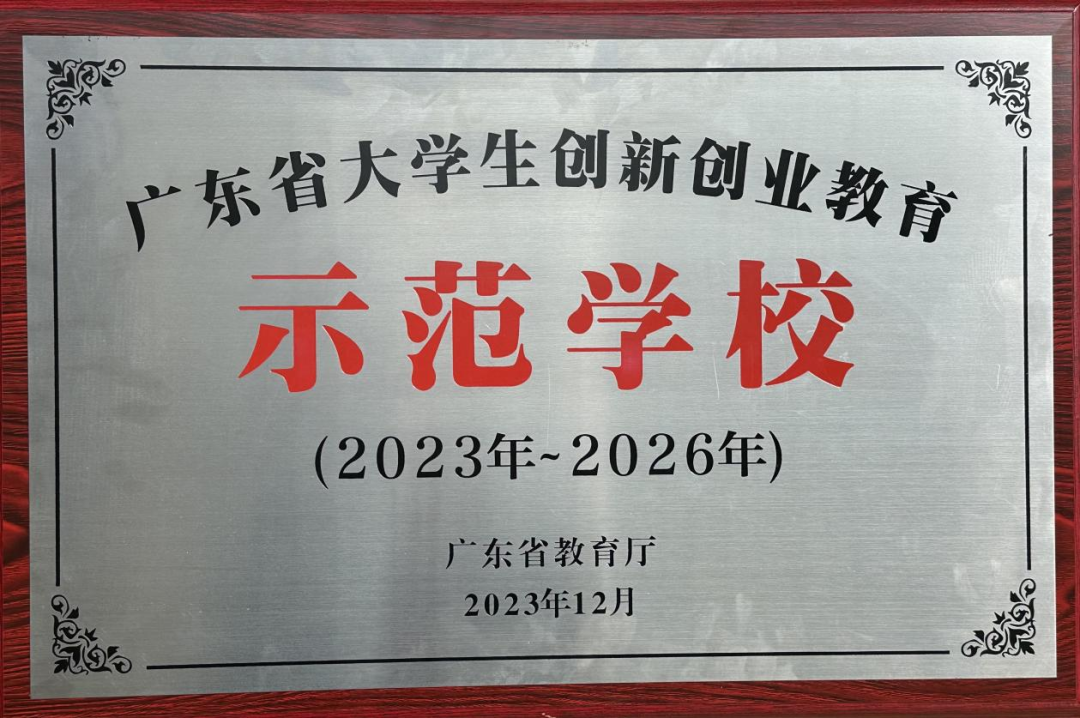 广东省大学生创新创业教育
示范学校
(2023年~2026年)
广东省教育厅
2023年12月